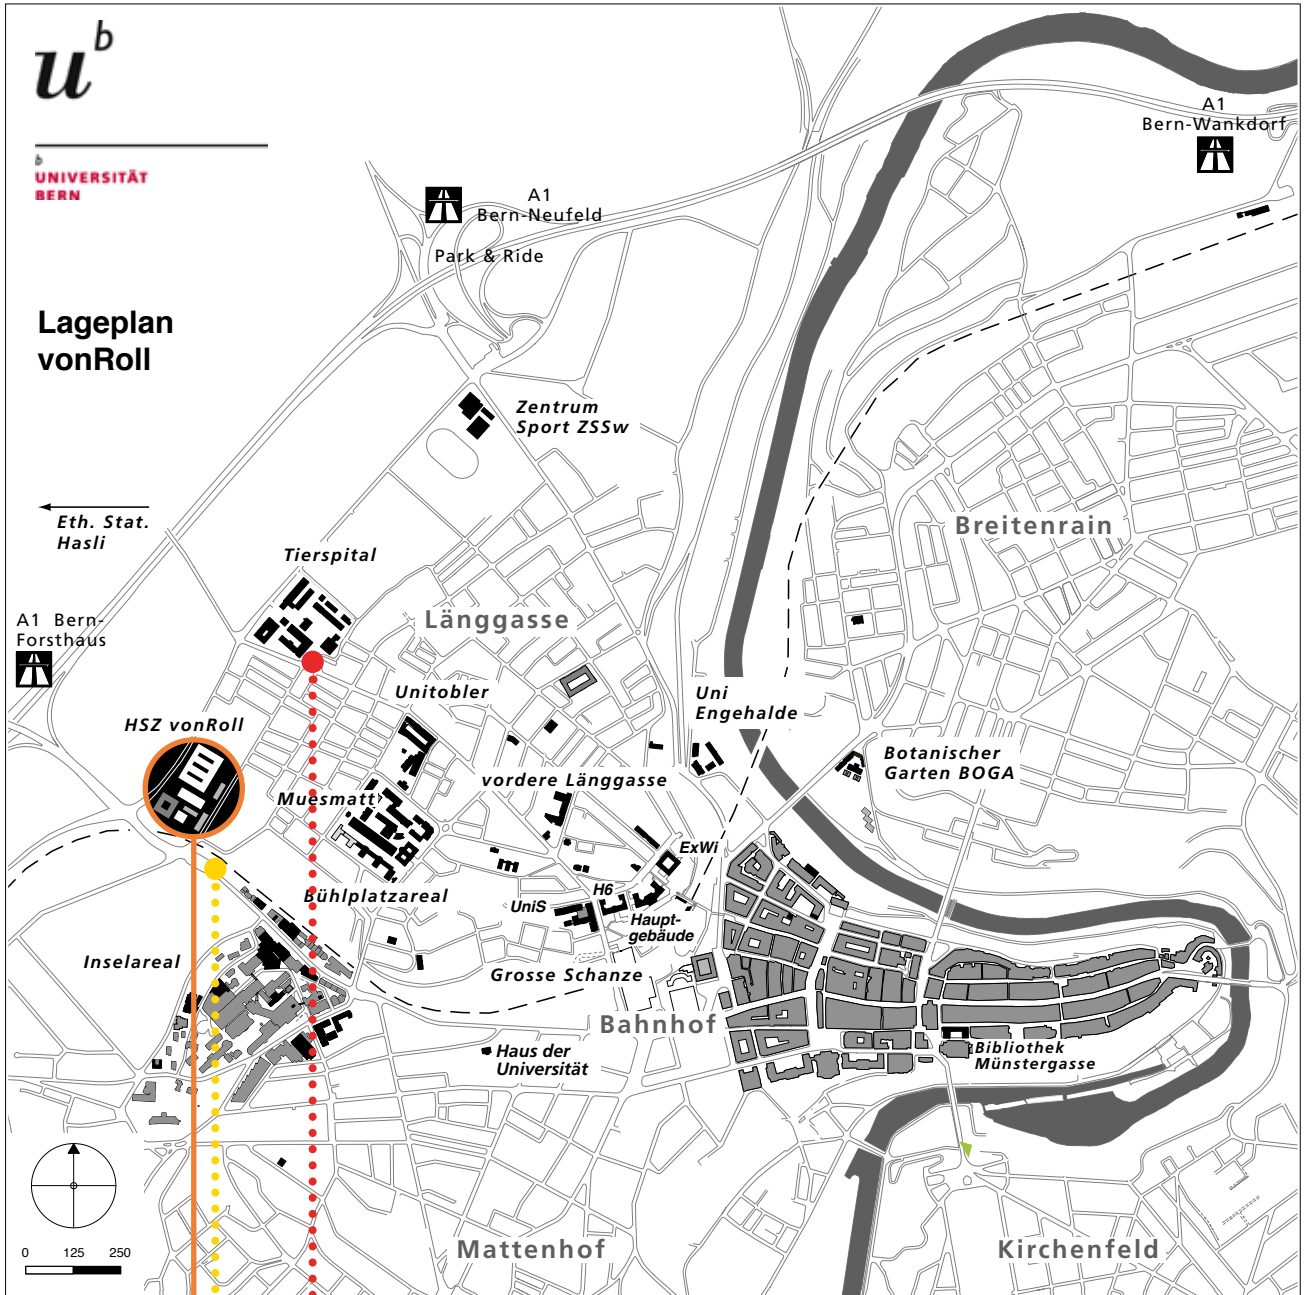 u b
b
UNIVERSITÄT
BERN
A1
Bern-Wankdorf
A1
Bern-Neufeld
Park & Ride
Lageplan
vonRoll
Zentrum
Sport ZSSw
Eth. Stat.
Hasli
Breitenrain
Tierspital
Länggasse
A1 Bern-
Forsthaus
Unitobler
Uni
Engehalde
HSZ vonRoll
Botanischer
Garten BOGA
vordere Länggasse
Muesmatt
ExWi
Bühlplatzareal
H6
UniS
Haupt-
gebäude
Inselareal
Grosse Schanze
Bahnhof
Haus der
Universität
Bibliothek
Münstergasse
0 125 250
Mattenhof
Kirchenfeld